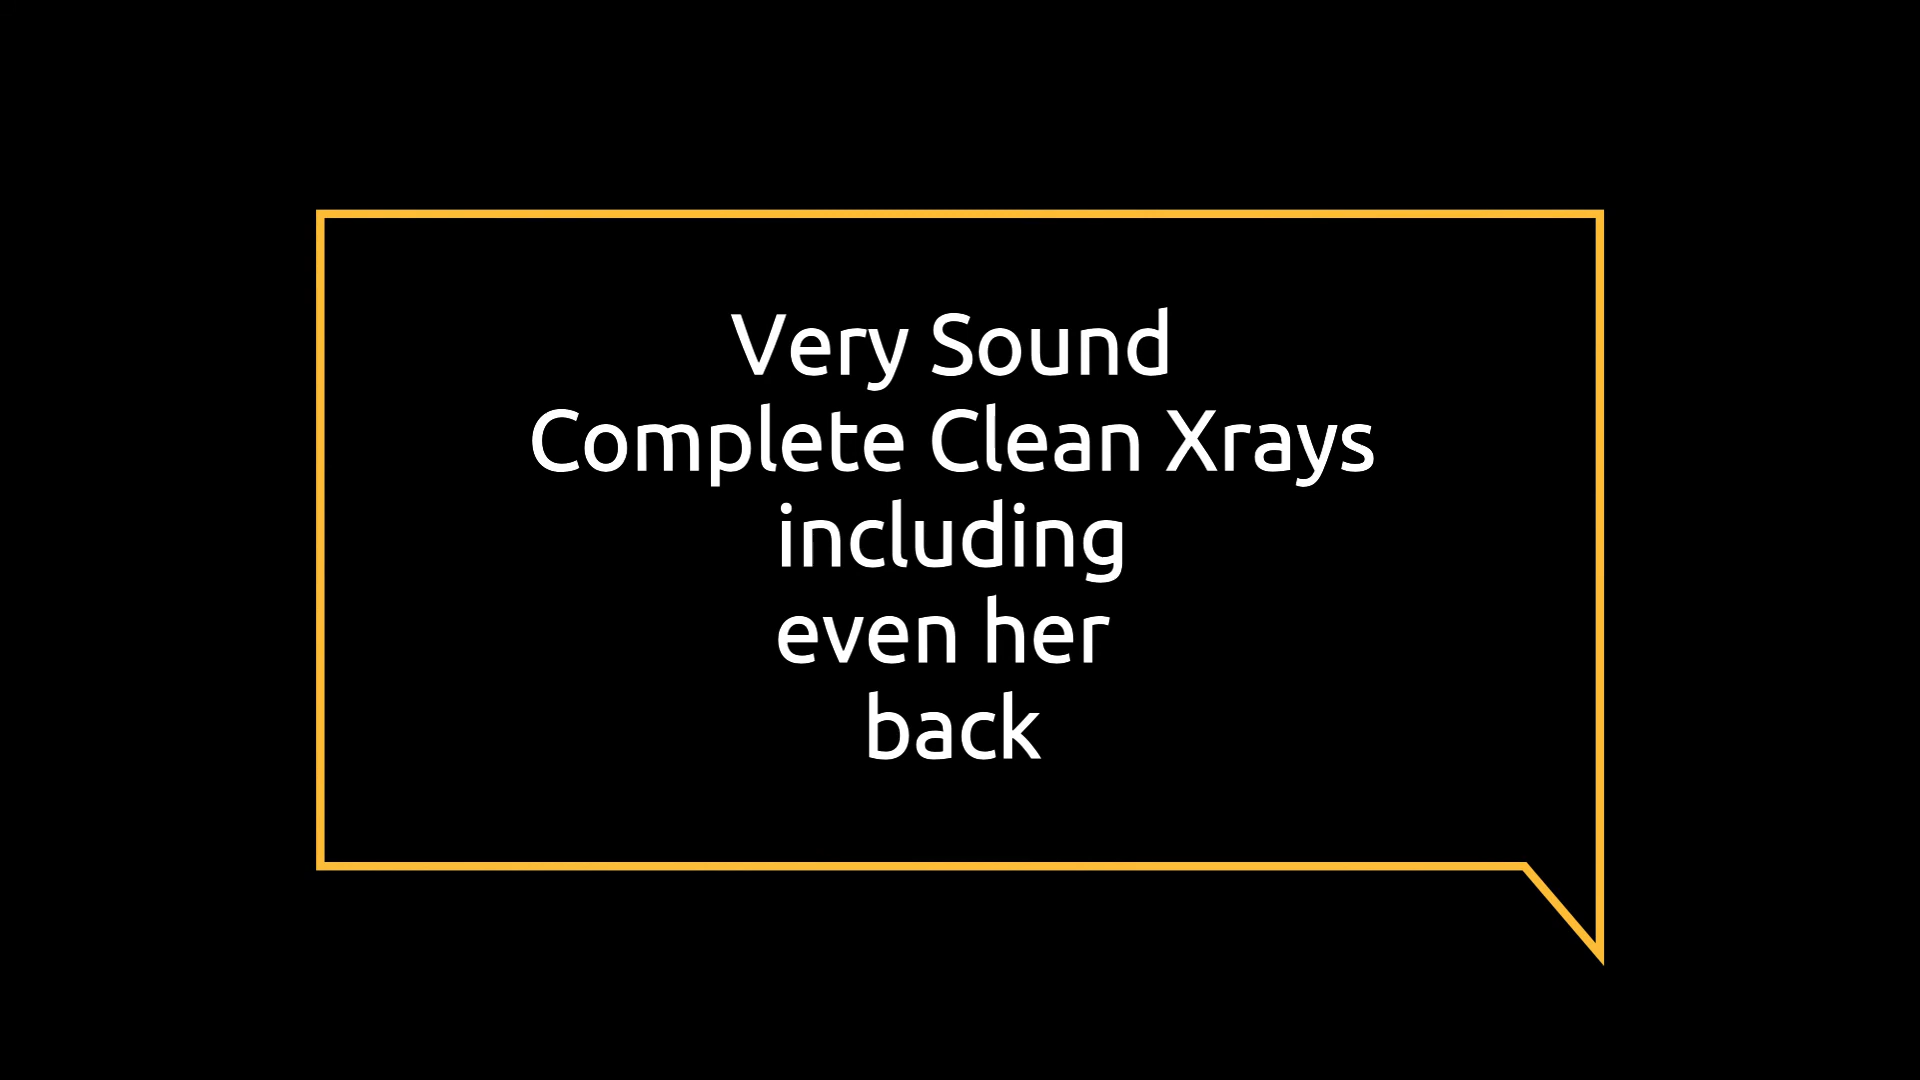 Very Sound
Complete Clean Xrays
including
even her
back